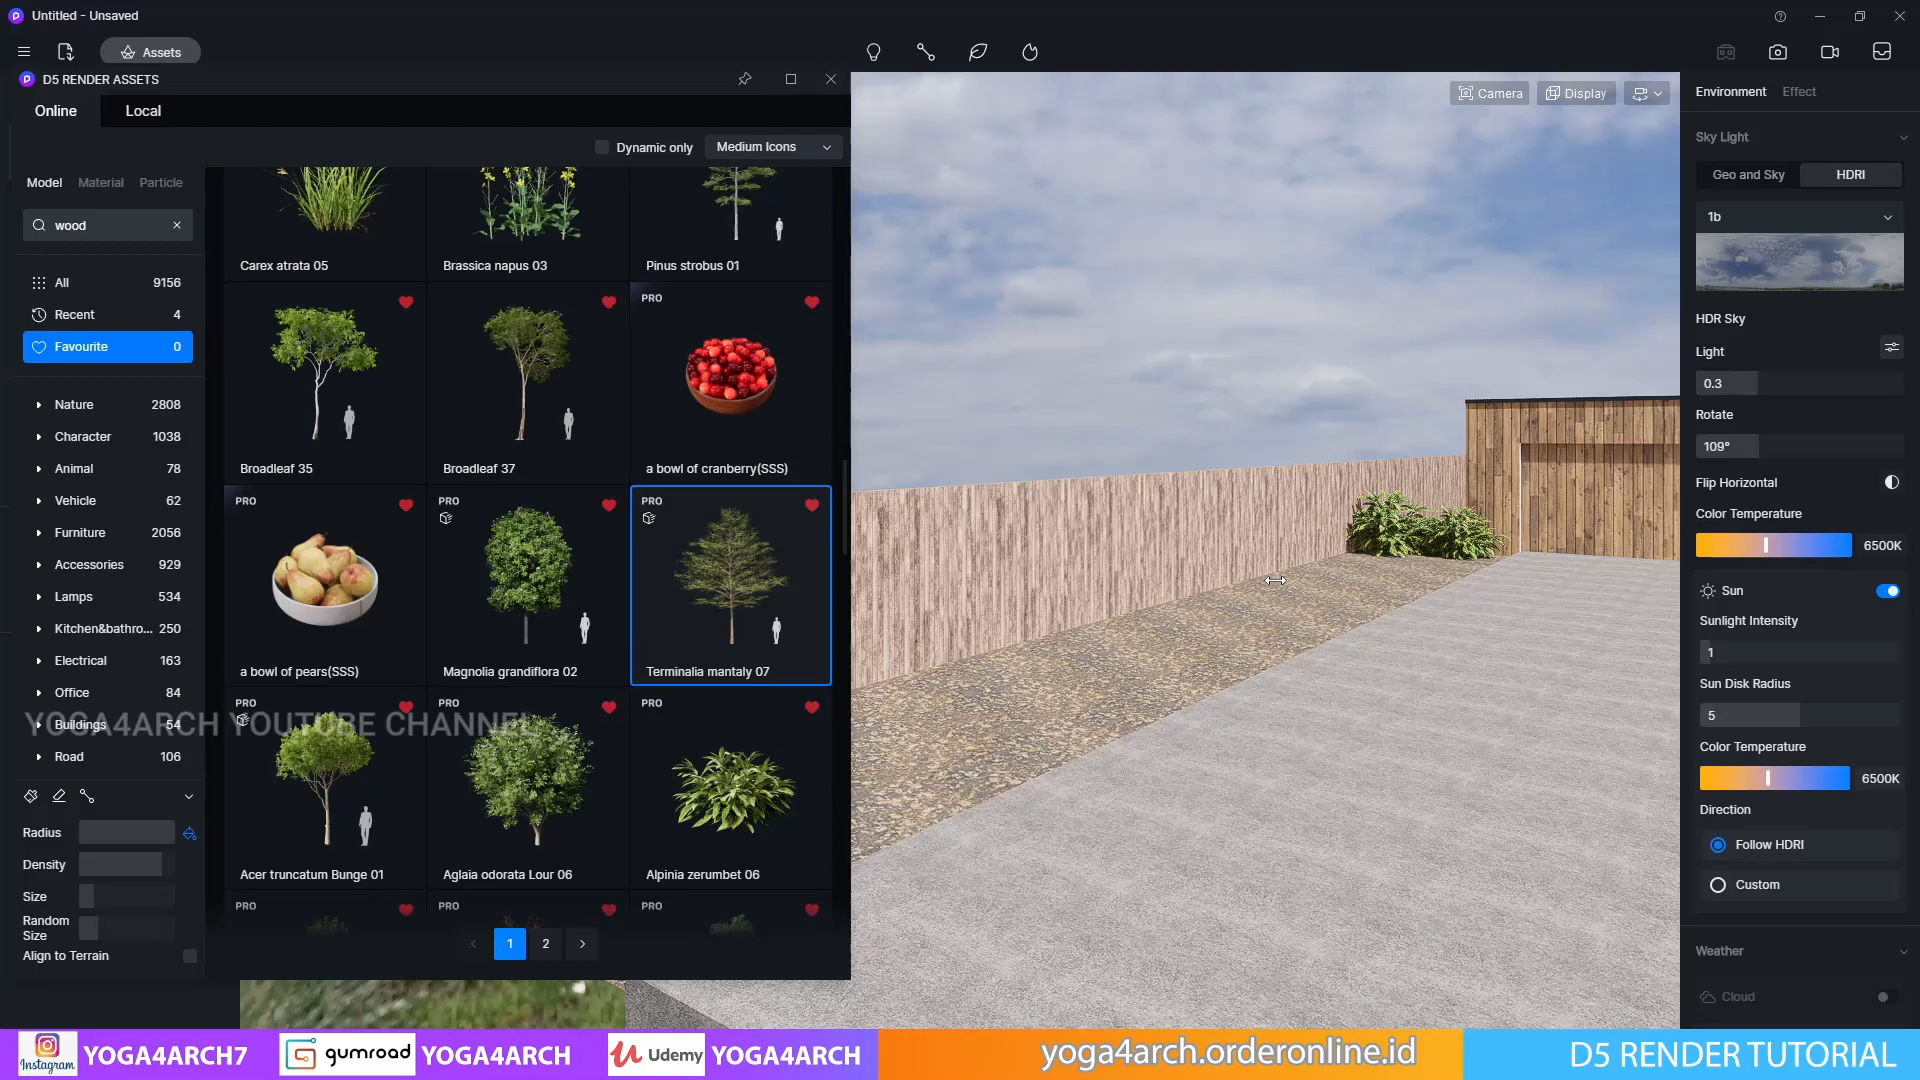 Untitled - Unsaved
Assets
D5 RENDER ASSETS
Online
Local
Dynamic only
Medium Icons
Model
Material
Particle
wood
All 9156
Recent 4
Favourite 0
Nature 2808
Character 1038
Animal 78
Vehicle 62
Furniture 2056
Accessories 929
Lamps 534
Kitchen&bathro... 250
Electrical 163
Office 84
Buildings 54
Road 106
Radius
Density
Size
Random
Size
Align to Terrain
Carex atrata 05
Brassica napus 03
Pinus strobus 01
Broadleaf 35
Broadleaf 37
PRO
a bowl of cranberry(SSS)
PRO
a bowl of pears(SSS)
PRO
Magnolia grandiflora 02
PRO
Terminalia mantaly 07
PRO
Acer truncatum Bunge 01
PRO
Aglaia odorata Lour 06
PRO
Alpinia zerumbet 06
PRO
PRO
PRO
1
2
YOGA4ARCH YOUTUBE CHANNEL
Camera
Display
Environment
Effect
Sky Light
Geo and Sky
HDRI
1b
HDR Sky
Light
0.3
Rotate
109°
Flip Horizontal
Color Temperature
6500K
Sun
Sunlight Intensity
1
Sun Disk Radius
5
Color Temperature
6500K
Direction
Follow HDRI
Custom
Weather
Cloud
Instagram
YOGA4ARCH7
gumroad
YOGA4ARCH
Udemy
YOGA4ARCH
yoga4arch.orderonline.id
D5 RENDER TUTORIAL